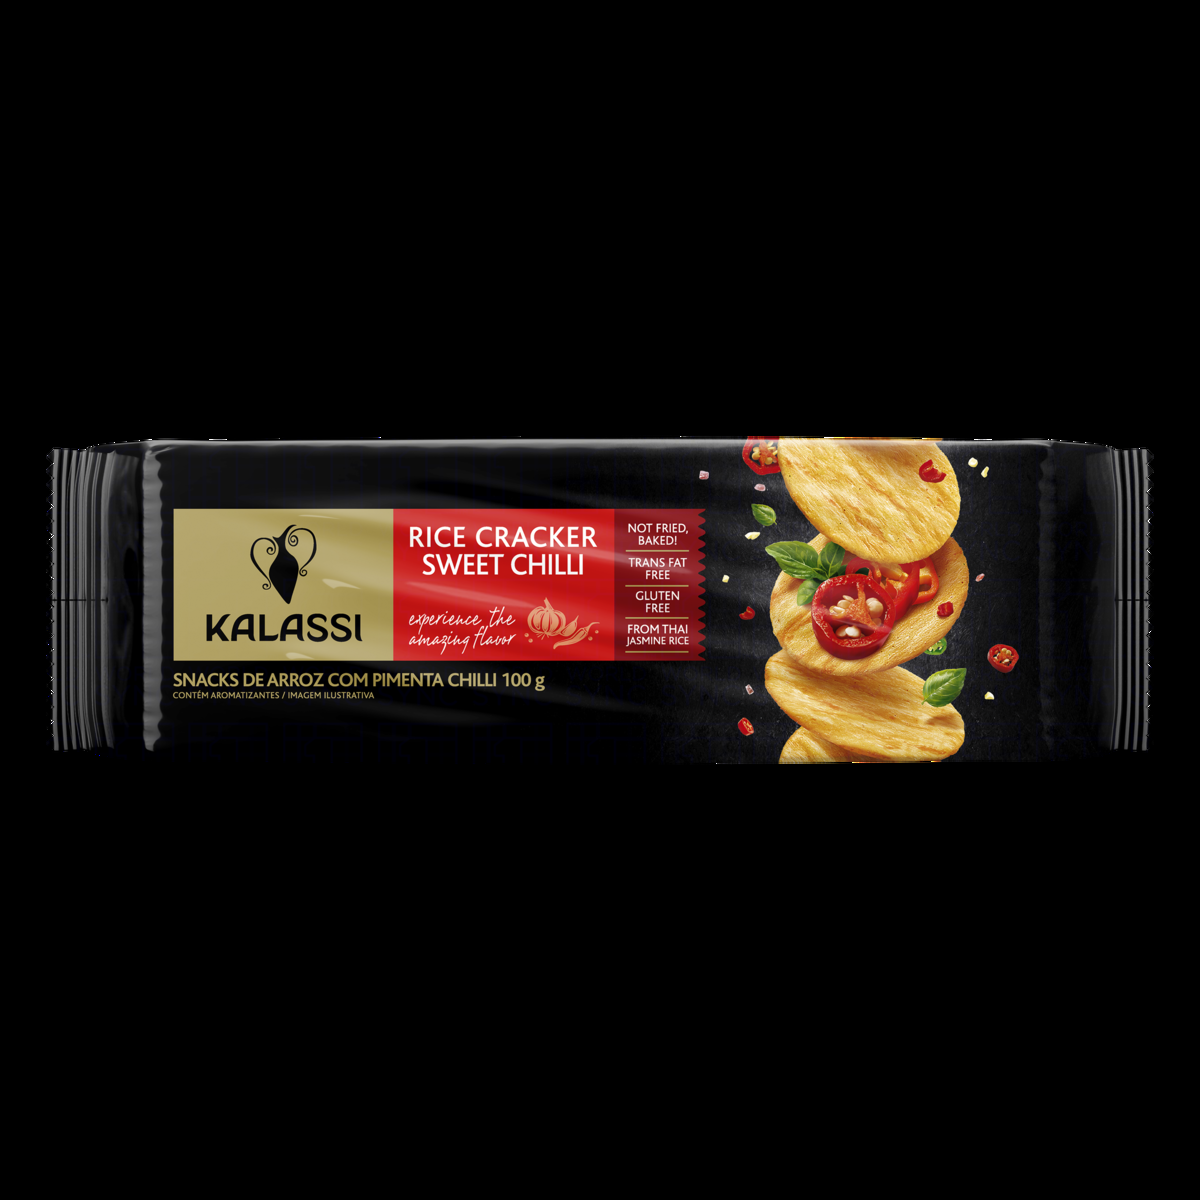 KALASSI
RICE CRACKER
SWEET CHILLI
experience the
amazing flavor
NOT FRIED,
BAKED!
TRANS FAT
FREE
GLUTEN
FREE
FROM THAI
JASMINE RICE
SNACKS DE ARROZ COM PIMENTA CHILLI 100 g
CONTÉM AROMATIZANTES / IMAGEM ILUSTRATIVA